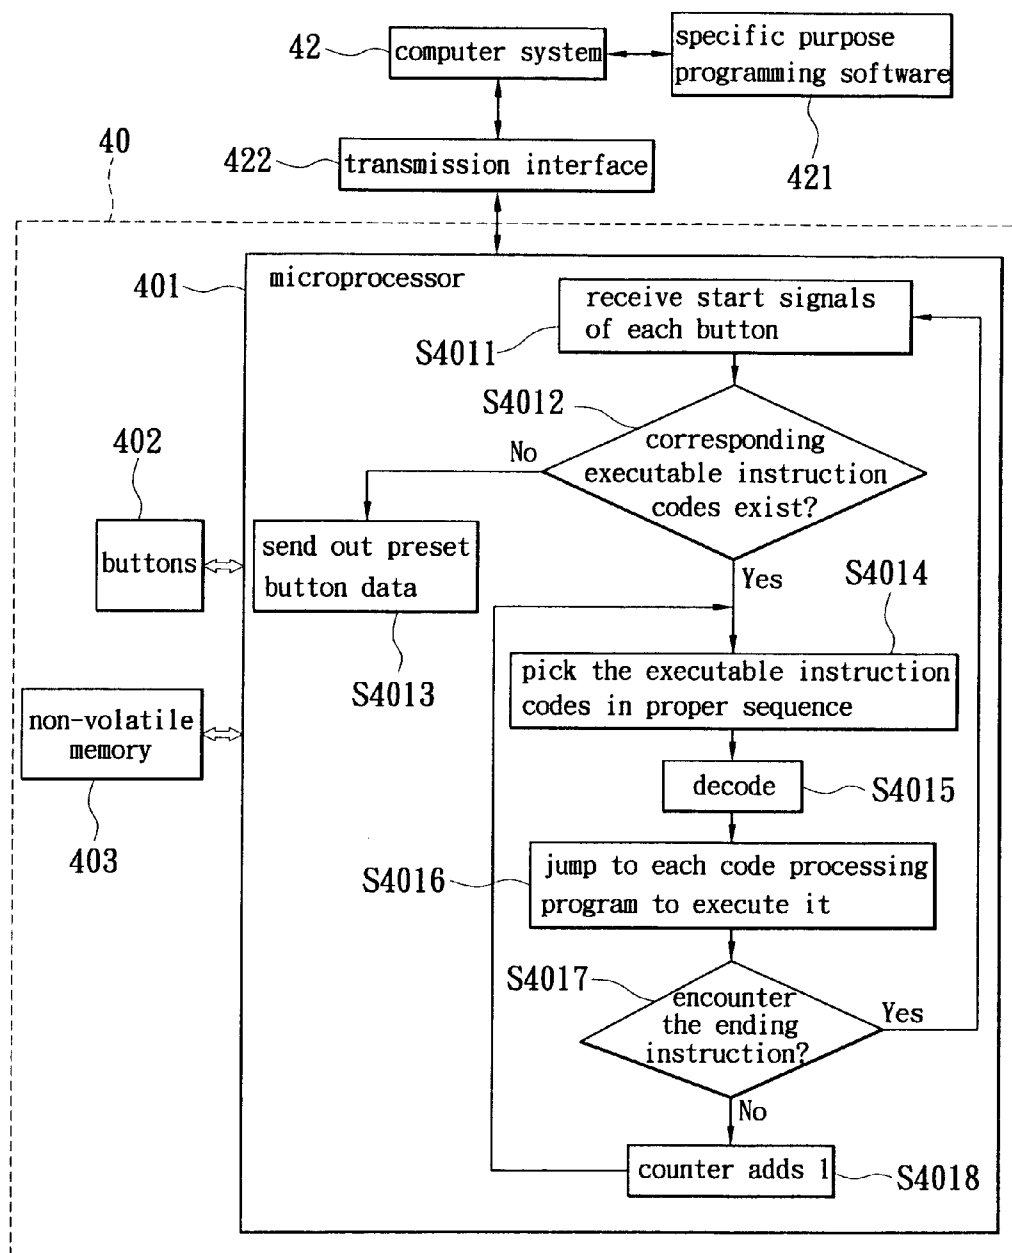 42
computer system
specific purpose
programming software
421
40
422
transmission interface
401
microprocessor
receive start signals
of each button
S4011
S4012
corresponding
executable instruction
codes exist?
No
Yes
402
buttons
send out preset
button data
S4013
S4014
pick the executable instruction
codes in proper sequence
non-volatile
memory
403
decode
S4015
S4016
jump to each code processing
program to execute it
S4017
encounter
the ending
instruction?
Yes
No
counter adds 1
S4018